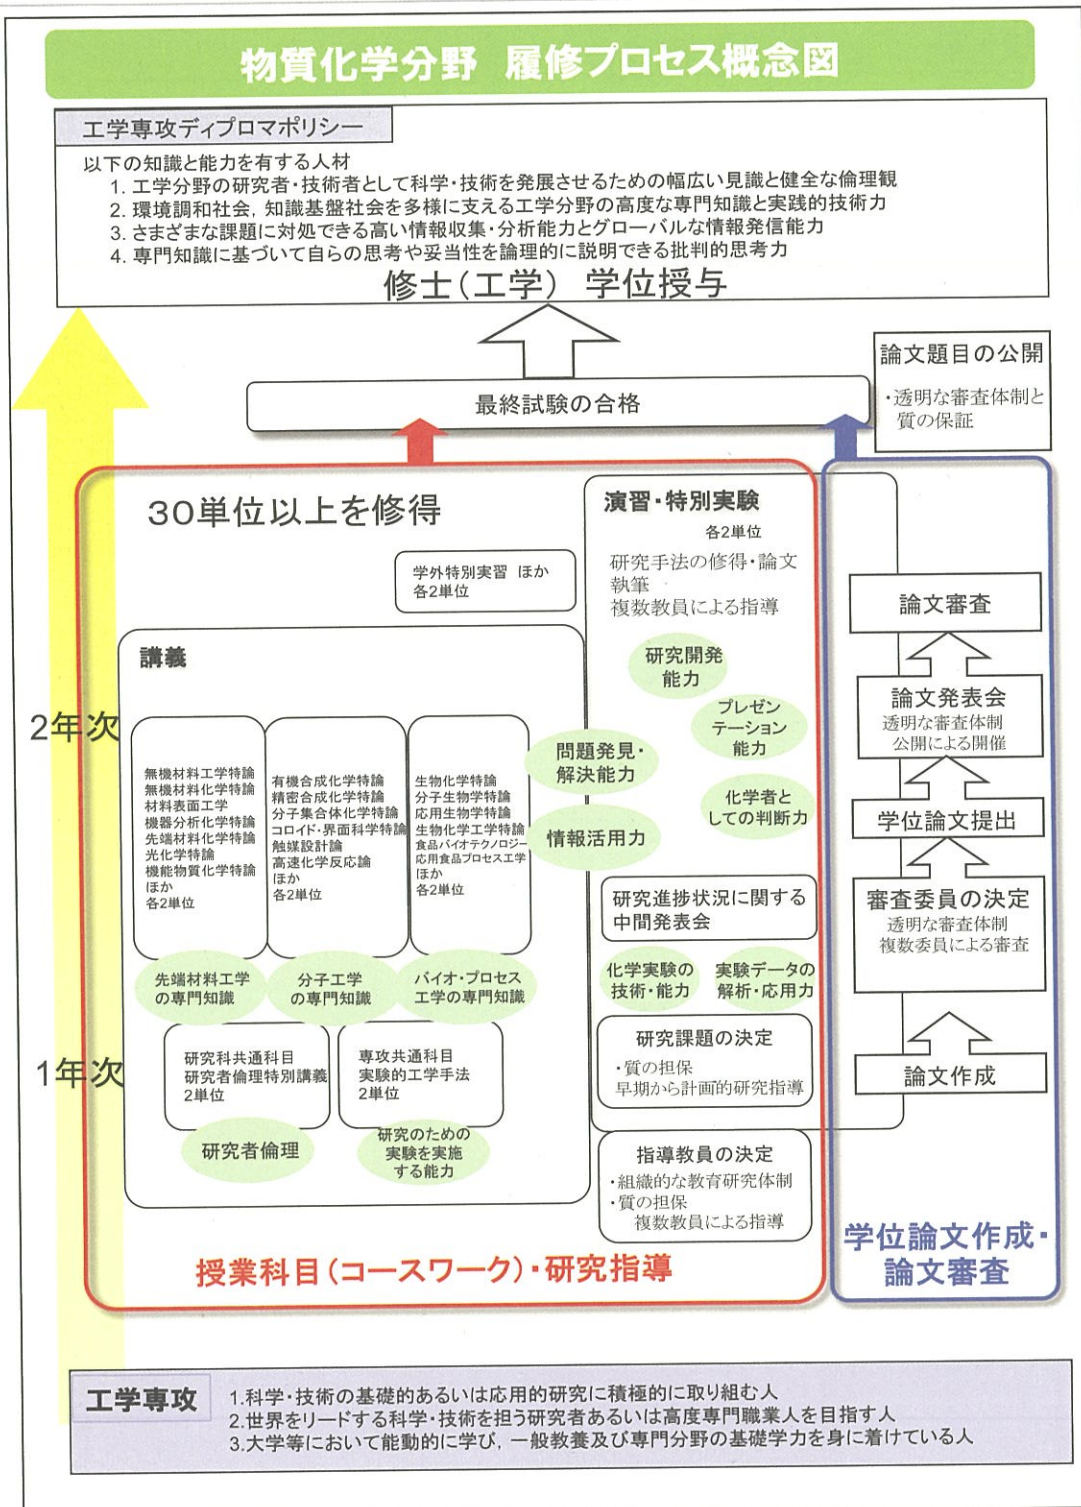 物質化学分野 履修プロセス概念図
工学専攻ディプロマポリシー
以下の知識と能力を有する人材
1. 工学分野の研究者・技術者として科学・技術を発展させるための幅広い見識と健全な倫理観
2. 環境調和社会，知識基盤社会を多様に支える工学分野の高度な専門知識と実践的技術力
3. さまざまな課題に対処できる高い情報収集・分析能力とグローバルな情報発信能力
4. 専門知識に基づいて自らの思考や妥当性を論理的に説明できる批判的思考力
修士（工学） 学位授与
論文題目の公開
・透明な審査体制と
質の保証
最終試験の合格
30単位以上を修得
学外特別実習 ほか
各2単位
演習・特別実験
各2単位
研究手法の修得・論文
執筆
複数教員による指導
研究開発
能力
プレゼン
テーション
能力
問題発見・
解決能力
化学者と
しての判断力
情報活用力
講義
2年次
無機材料工学特論
無機材料化学特論
材料表面工学
機器分析化学特論
先端材料化学特論
光化学特論
機能物質化学特論
ほか
各2単位
有機合成化学特論
精密合成化学特論
分子集合体化学特論
コロイド・界面科学特論
触媒設計論
高速化学反応論
ほか
各2単位
生物化学特論
分子生物学特論
応用生物学特論
生物化学工学特論
食品バイオテクノロジー
応用食品プロセス工学
ほか
各2単位
先端材料工学
の専門知識
分子工学
の専門知識
バイオ・プロセス
工学の専門知識
1年次
研究科共通科目
研究者倫理特別講義
2単位
専攻共通科目
実験的工学手法
2単位
研究者倫理
研究のための
実験を実施
する能力
研究進捗状況に関する
中間発表会
化学実験の
技術・能力
実験データの
解析・応用力
研究課題の決定
・質の担保
早期から計画的研究指導
指導教員の決定
・組織的な教育研究体制
・質の担保
複数教員による指導
授業科目（コースワーク）・研究指導
論文審査
論文発表会
透明な審査体制
公開による開催
学位論文提出
審査委員の決定
透明な審査体制
複数委員による審査
論文作成
学位論文作成・
論文審査
工学専攻
1.科学・技術の基礎的あるいは応用的研究に積極的に取り組む人
2.世界をリードする科学・技術を担う研究者あるいは高度専門職業人を目指す人
3.大学等において能動的に学び，一般教養及び専門分野の基礎学力を身に着けている人